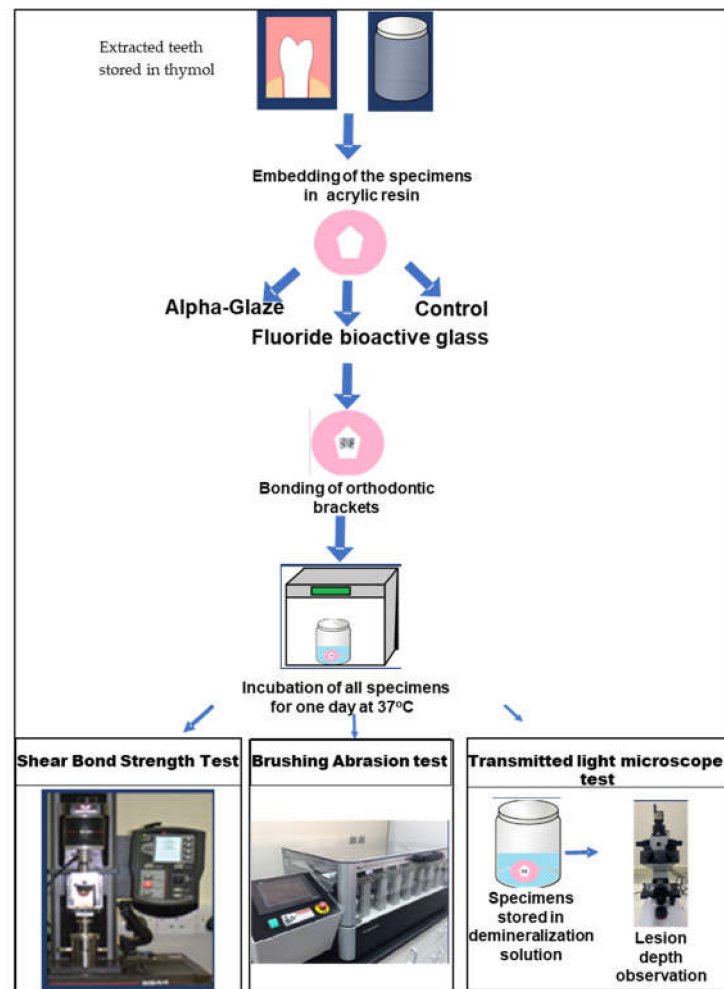 Extracted teeth
stored in thymol
Embedding of the specimens
in acrylic resin
Alpha-Glaze
Control
Fluoride bioactive glass
Bonding of orthodontic
brackets
Incubation of all specimens
for one day at 37°C
Shear Bond Strength Test
Brushing Abrasion test
Transmitted light microscope
test
Specimens
stored in
demineralization
solution
Lesion
depth
observation